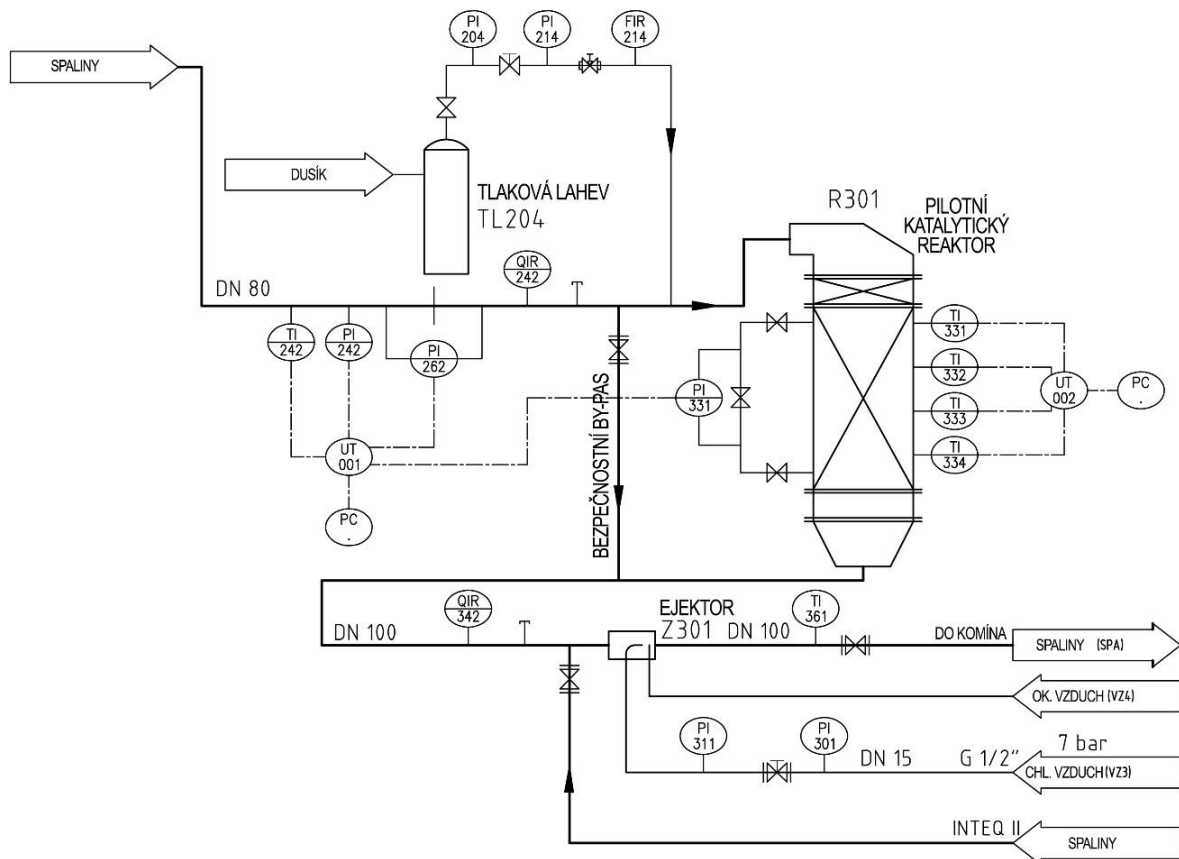 PI
204
PI
214
FIR
214
SPALINY
DUSÍK
TLAKOVÁ LAHEV
TL204
R301
PILOTNÍ
KATALYTICKÝ
REAKTOR
QIR
242
DN 80
TI
242
PI
242
PI
262
PI
331
TI
331
TI
332
TI
333
TI
334
UT
002
PC
.
UT
001
PC
.
BEZPEČNOSTNÍ BY-PAS
QIR
342
DN 100
EJEKTOR
Z301
DN 100
TI
361
DO KOMÍNA
SPALINY (SPA)
OK. VZDUCH (VZ4)
PI
311
PI
301
DN 15
G 1/2"
7 bar
CHL. VZDUCH(VZ3)
INTEQ II
SPALINY